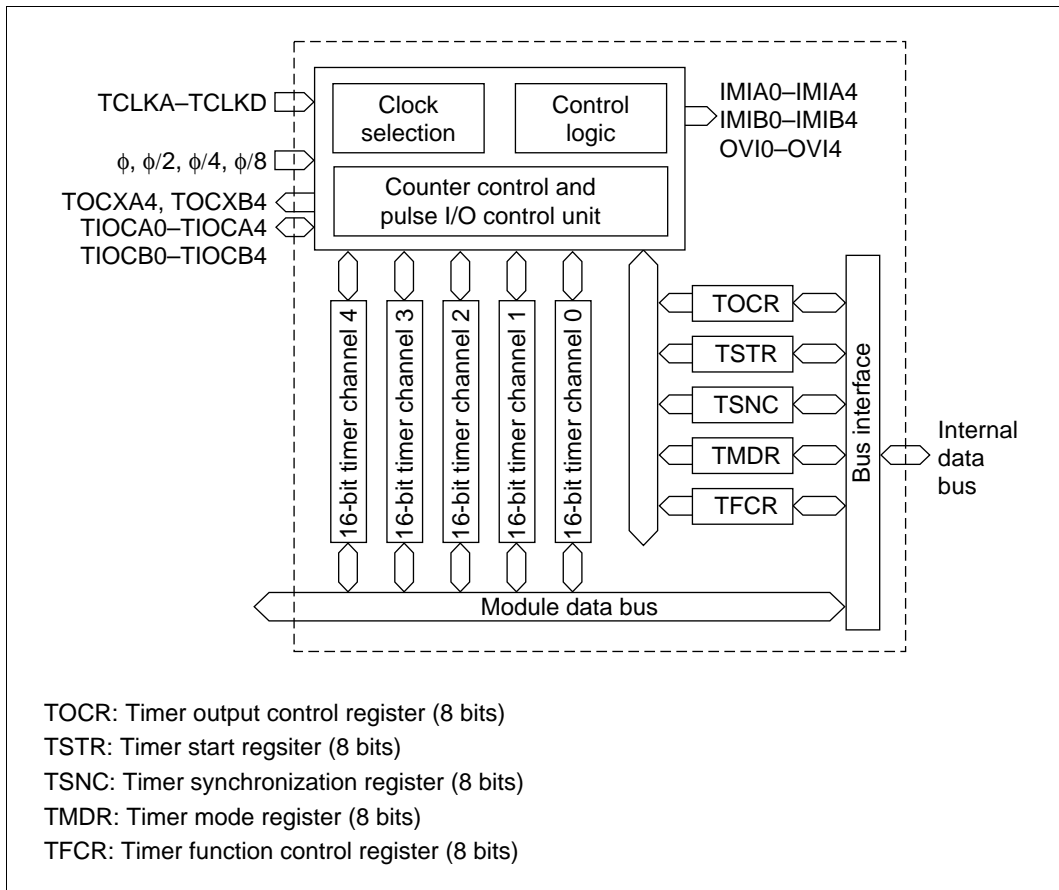 TCLKA–TCLKD
ϕ, ϕ/2, ϕ/4, ϕ/8
TOCXA4, TOCXB4
TIOCA0–TIOCA4
TIOCB0–TIOCB4
Clock
selection
Control
logic
Counter control and
pulse I/O control unit
IMIA0–IMIA4
IMIB0–IMIB4
OVI0–OVI4
16-bit timer channel 4
16-bit timer channel 3
16-bit timer channel 2
16-bit timer channel 1
16-bit timer channel 0
TOCR
TSTR
TSNC
TMDR
TFCR
Bus interface
Internal
data
bus
Module data bus
TOCR: Timer output control register (8 bits)
TSTR: Timer start regsiter (8 bits)
TSNC: Timer synchronization register (8 bits)
TMDR: Timer mode register (8 bits)
TFCR: Timer function control register (8 bits)